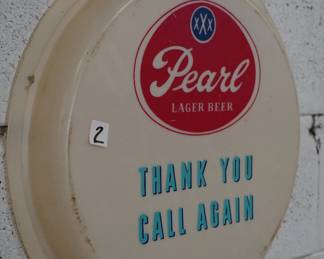 XXX
Pearl
LAGER BEER
2
THANK YOU
CALL AGAIN